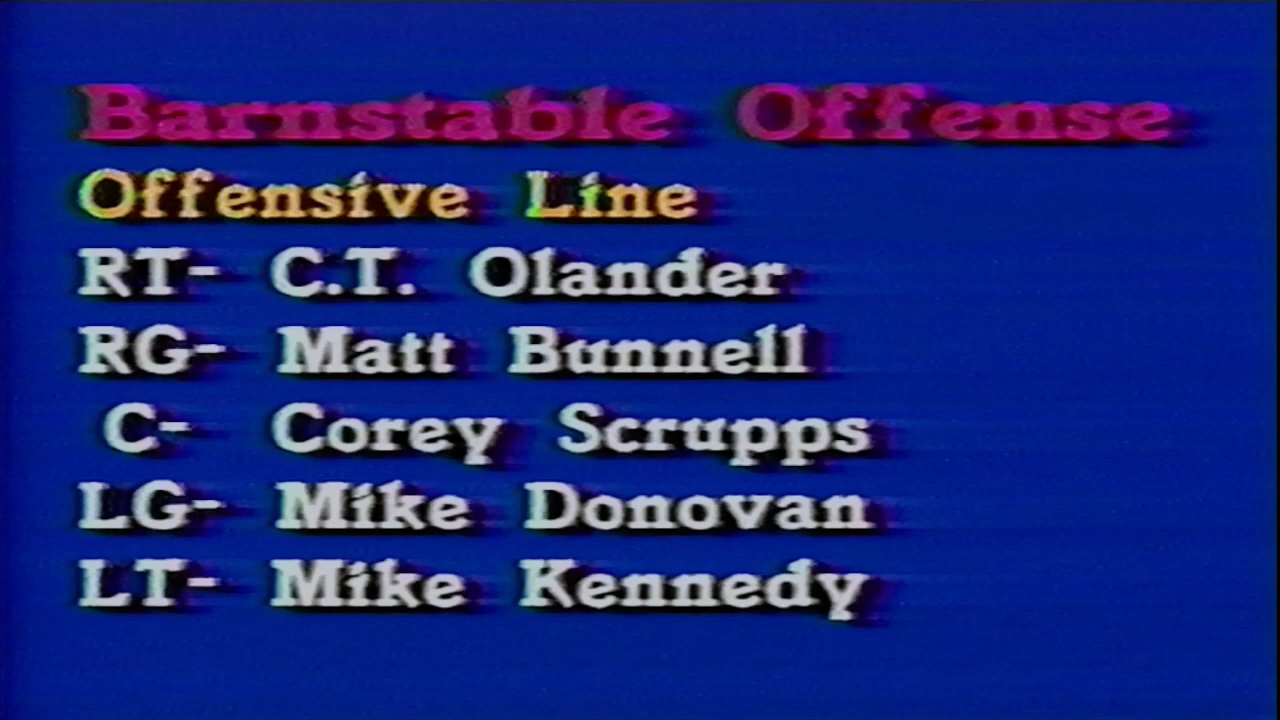 Barnstable Offense
Offensive Line
RT- C.T. Olander
RG- Matt Bunnell
C- Corey Scrupps
LG- Mike Donovan
LT- Mike Kennedy